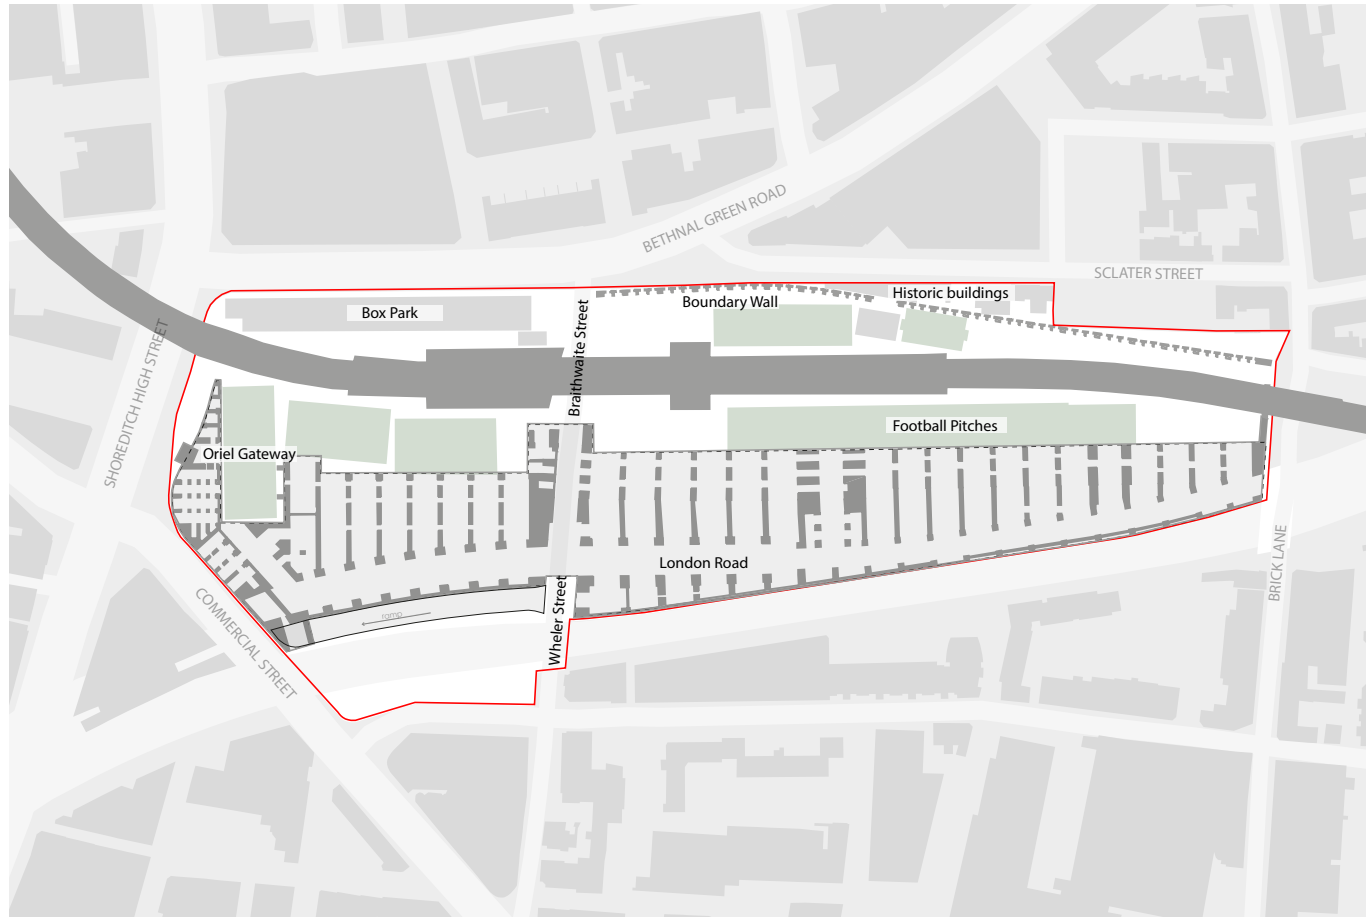 BETHNAL GREEN ROAD
SCLATER STREET
Historic buildings
Boundary Wall
Box Park
Braithwaite Street
SHOREDITCH HIGH STREET
Football Pitches
Oriel Gateway
London Road
BRICK LANE
ramp
Wheler Street
COMMERCIAL STREET